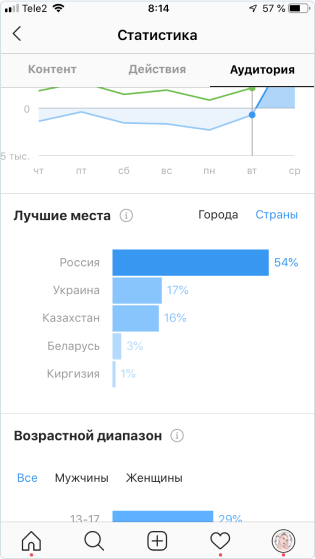 Tele2 8:14 57 %
Статистика
Контент Действия Аудитория
0
5 тыс.
чт пт сб вс пн вт ср
Лучшие места Города Страны
Россия 54%
Украина 17%
Казахстан 16%
Беларусь 3%
Киргизия 1%
Возрастной диапазон
Все Мужчины Женщины
13-17 29%